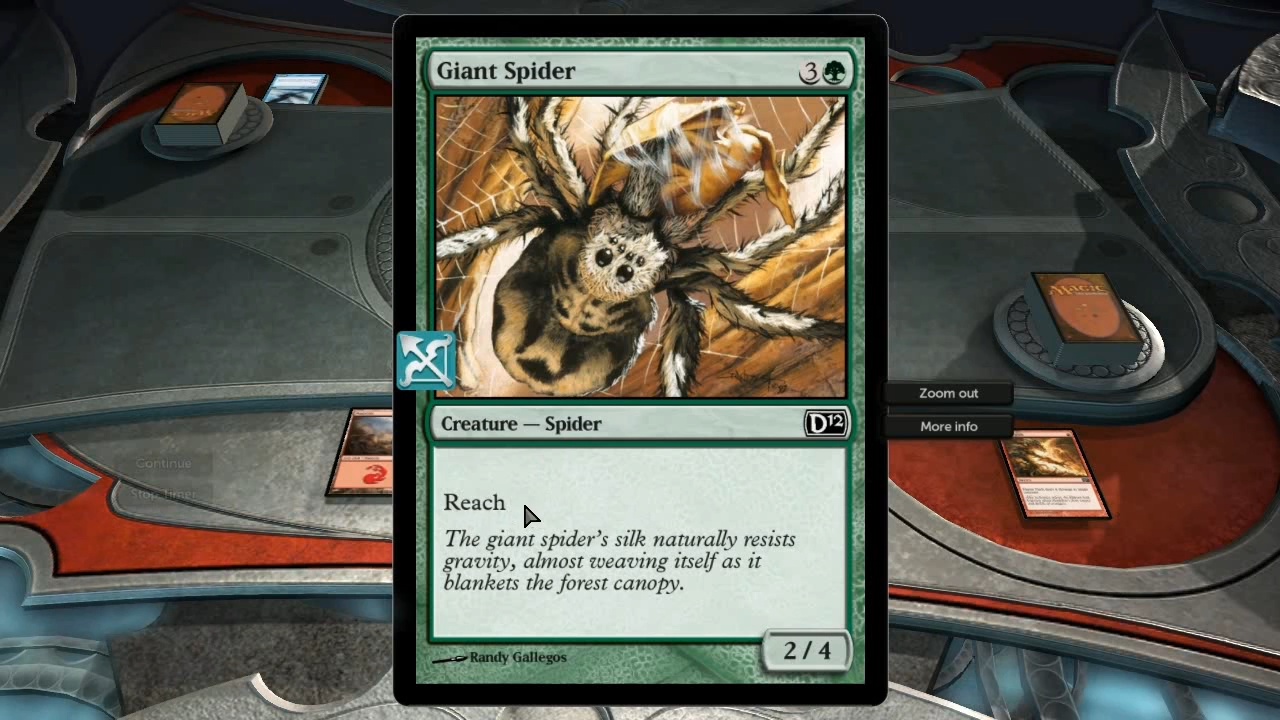 Giant Spider 3
Creature — Spider D12
Reach
The giant spider's silk naturally resists
gravity, almost weaving itself as it
blankets the forest canopy.
2 / 4
Randy Gallegos
Zoom out
More info
Continue
Stop Timer
MAGIC